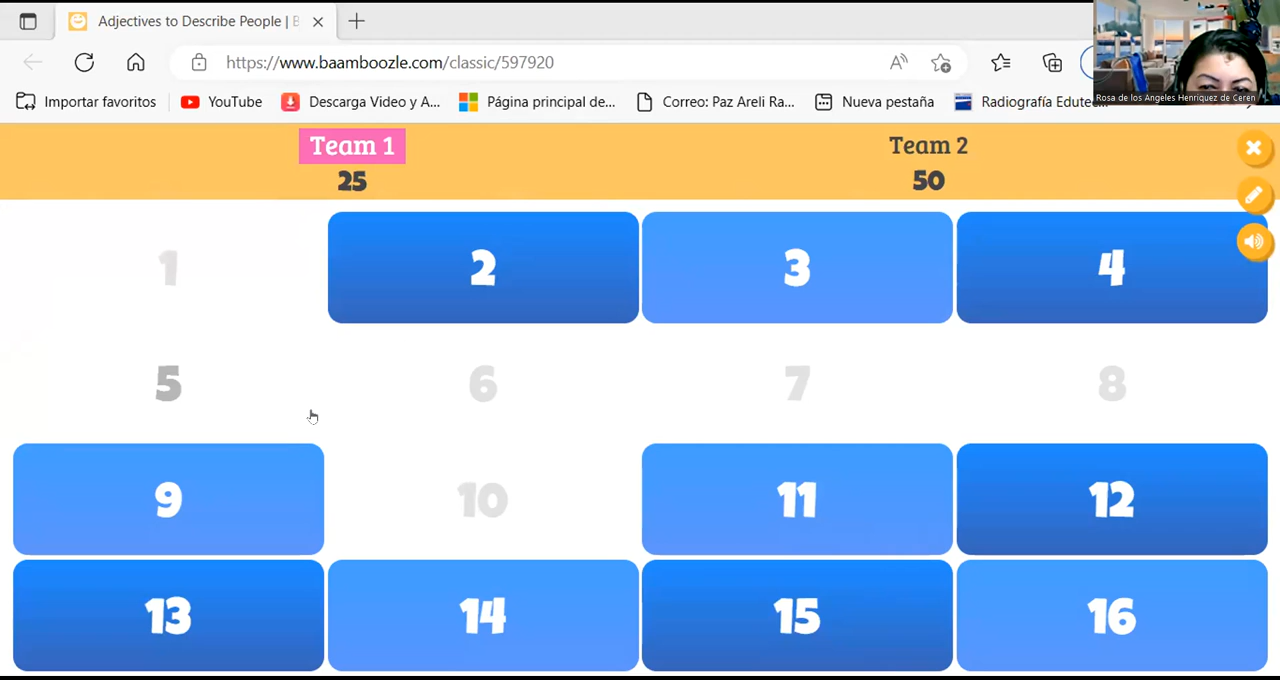 Adjectives to Describe People | B
https://www.baamboozle.com/classic/597920
Importar favoritos YouTube Descarga Video y A... Página principal de... Correo: Paz Areli Ra... Nueva pestaña Radiografía Edutec...
Rosa de los Angeles Henriquez de Ceren
Team 1 Team 2
25 50
1 2 3 4
5 6 7 8
9 10 11 12
13 14 15 16